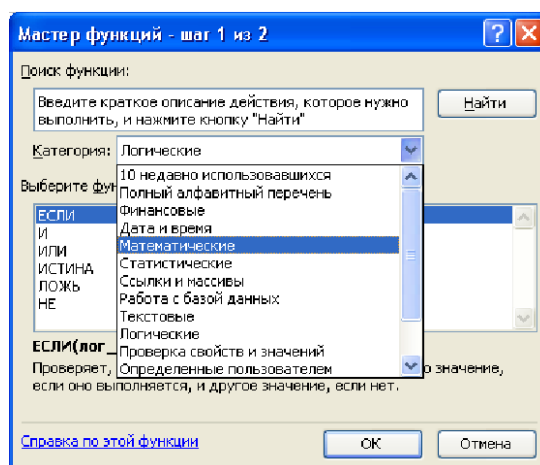 Мастер функций - шаг 1 из 2
Поиск функции:
Введите краткое описание действия, которое нужно
выполнить, и нажмите кнопку "Найти"
Найти
Категория: Логические
10 недавно использовавшихся
Полный алфавитный перечень
Финансовые
Дата и время
Математические
Статистические
Ссылки и массивы
Работа с базой данных
Текстовые
Логические
Проверка свойств и значений
Определенные пользователем
Выберите фун
ЕСЛИ
И
ИЛИ
ИСТИНА
ЛОЖЬ
НЕ
ЕСЛИ(лог_
Проверяет, о значение,
если оно выполняется, и другое значение, если нет.
Справка по этой функции
ОК
Отмена